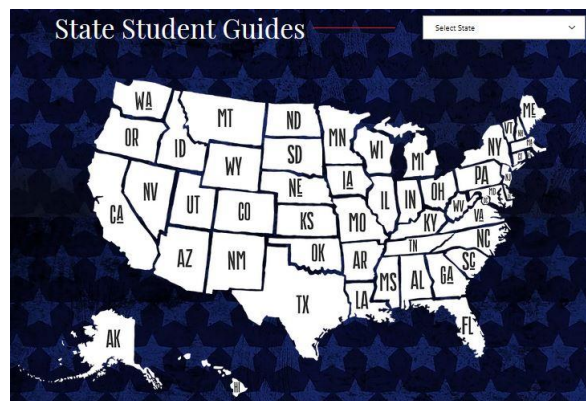 State Student Guides
Select State
WA
MT
ND
MN
ME
OR
ID
SD
WI
VT
NY
WY
MI
IA
PA
NE
NV
UT
CO
IL
IN
OH
CA
KS
MO
WV
VA
KY
OK
TN
NC
AZ
NM
AR
SC
MS
AL
GA
TX
LA
FL
AK
HI